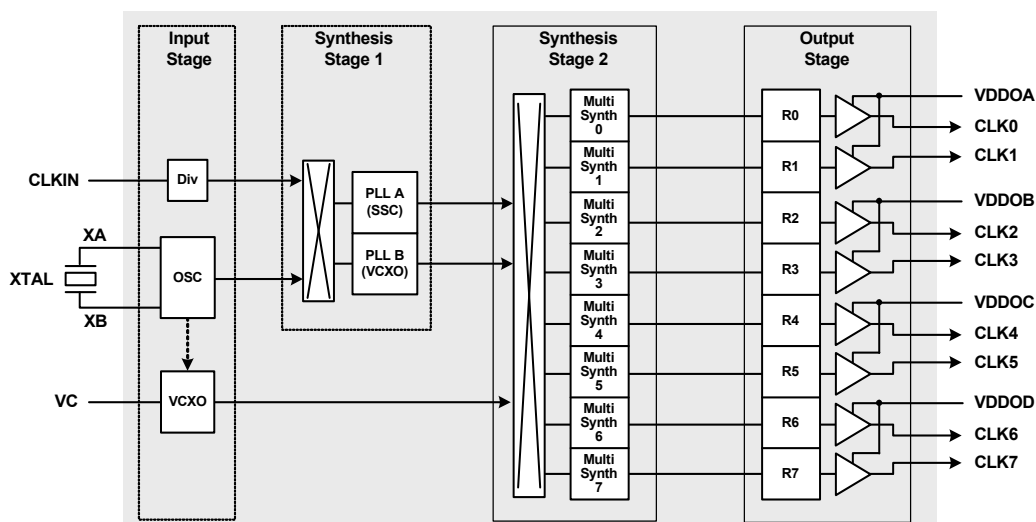 Input
Stage
Synthesis
Stage 1
Synthesis
Stage 2
Output
Stage
CLKIN
Div
XA
XTAL
XB
OSC
VC
VCXO
PLL A
(SSC)
PLL B
(VCXO)
Multi
Synth
0
Multi
Synth
1
Multi
Synth
2
Multi
Synth
3
Multi
Synth
4
Multi
Synth
5
Multi
Synth
6
Multi
Synth
7
R0
R1
R2
R3
R4
R5
R6
R7
VDDOA
CLK0
CLK1
VDDOB
CLK2
CLK3
VDDOC
CLK4
CLK5
VDDOD
CLK6
CLK7